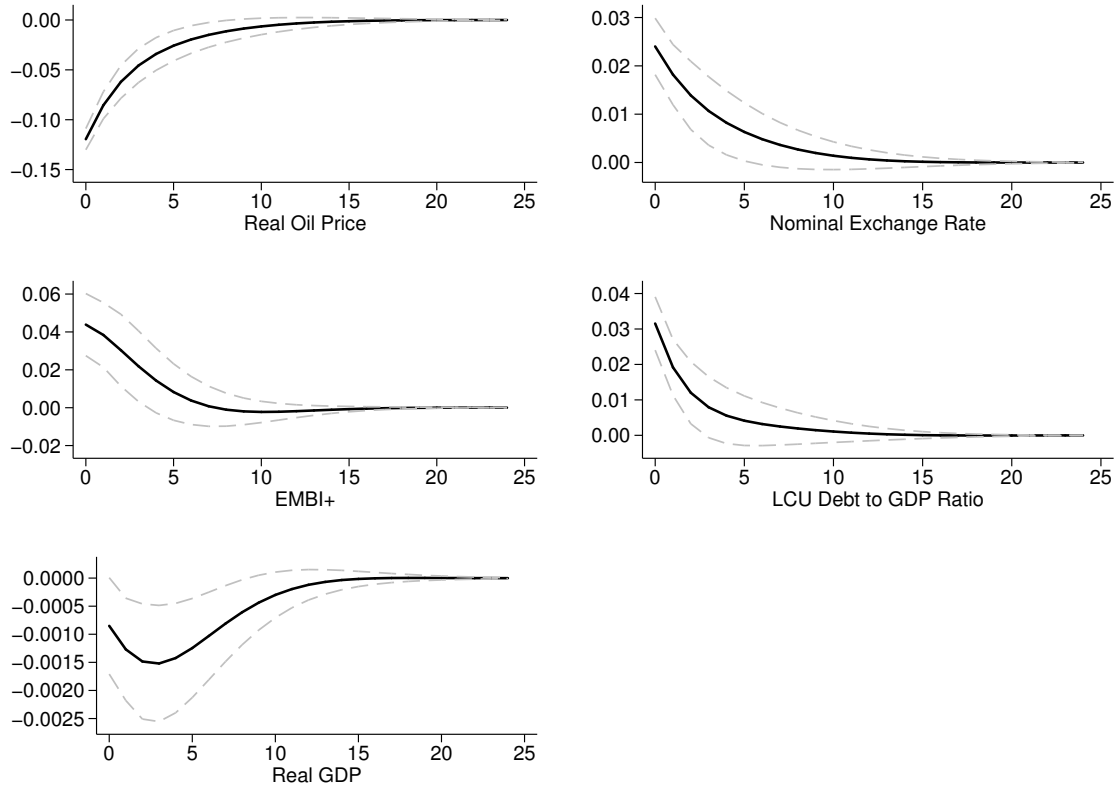 0.00
−0.05
−0.10
−0.15
0 5 10 15 20 25
Real Oil Price
0.03
0.02
0.01
0.00
0 5 10 15 20 25
Nominal Exchange Rate
0.06
0.04
0.02
0.00
−0.02
0 5 10 15 20 25
EMBI+
0.04
0.03
0.02
0.01
0.00
0 5 10 15 20 25
LCU Debt to GDP Ratio
0.0000
−0.0005
−0.0010
−0.0015
−0.0020
−0.0025
0 5 10 15 20 25
Real GDP